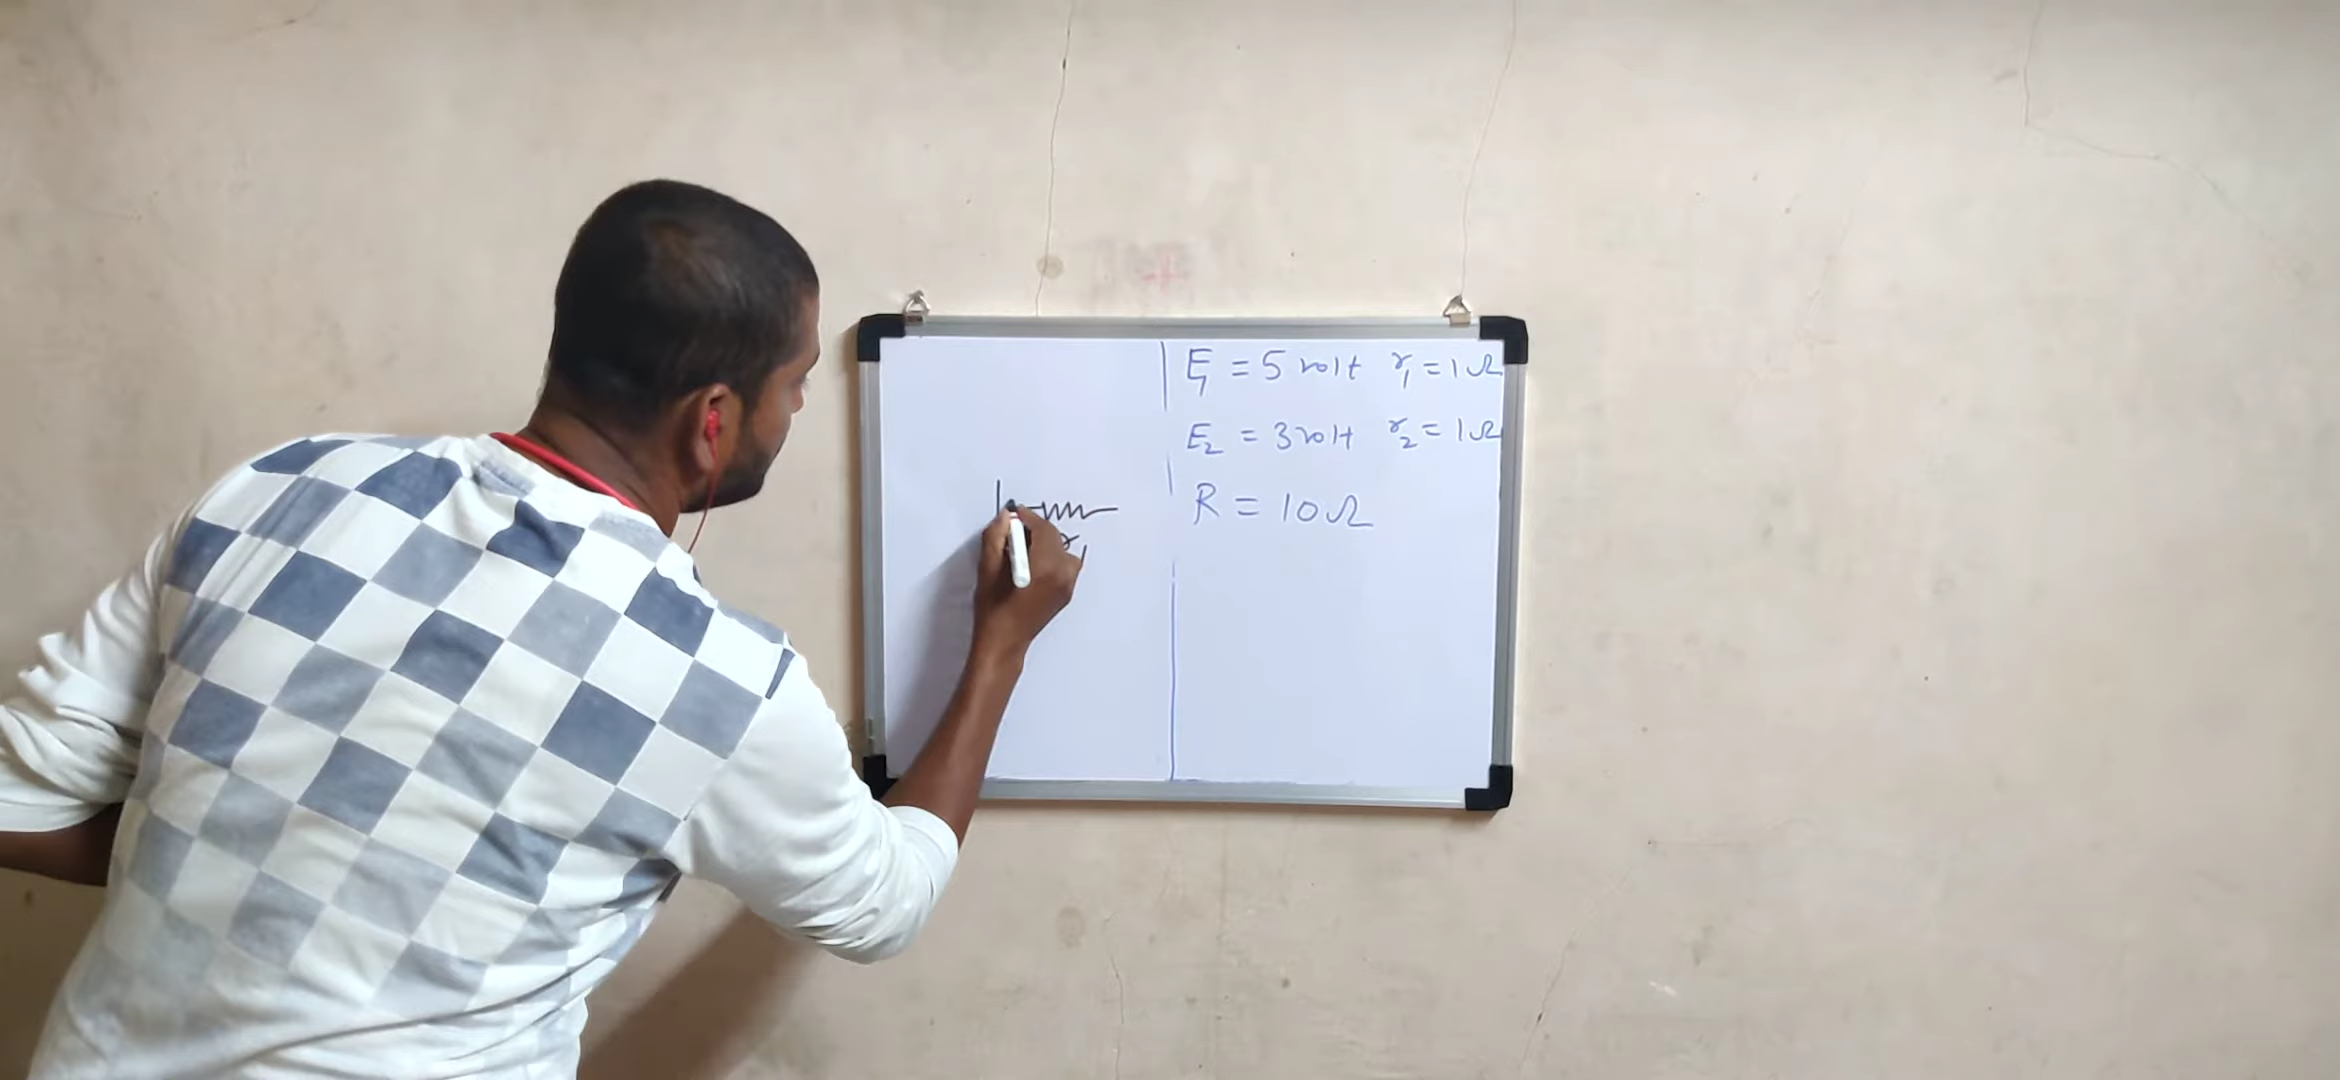 E₁ = 5 volt r₁ = 1Ω
E₂ = 3 volt r₂ = 1Ω
R = 10Ω